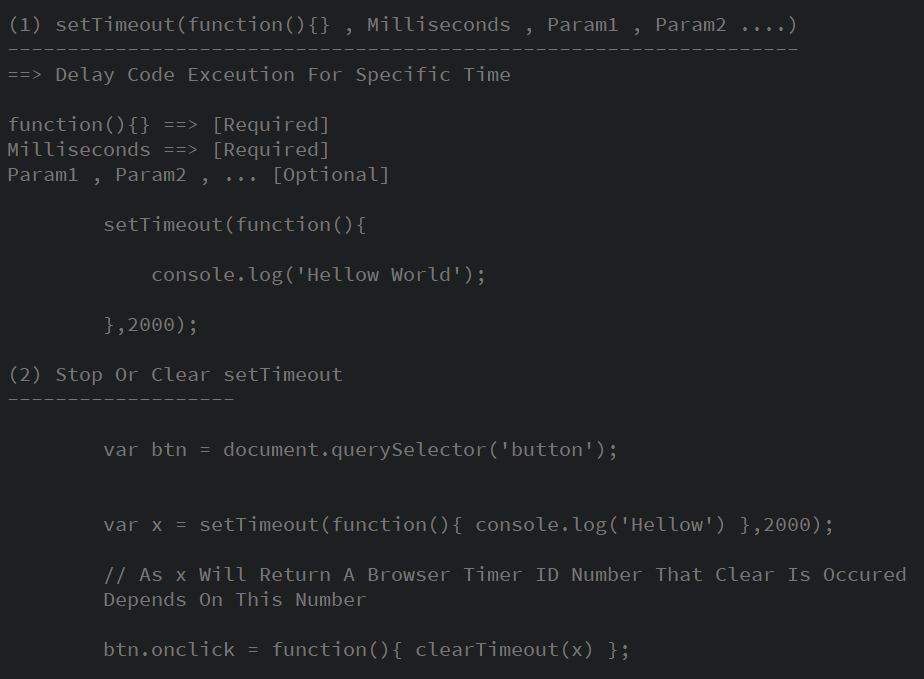 (1) setTimeout(function(){} , Milliseconds , Param1 , Param2 ....)
------------------------------------------------------------------
==> Delay Code Exceution For Specific Time
function(){} ==> [Required]
Milliseconds ==> [Required]
Param1 , Param2 , ... [Optional]
setTimeout(function(){
console.log('Hellow World');
},2000);
(2) Stop Or Clear setTimeout
-------------------
var btn = document.querySelector('button');
var x = setTimeout(function(){ console.log('Hellow') },2000);
// As x Will Return A Browser Timer ID Number That Clear Is Occured
Depends On This Number
btn.onclick = function(){ clearTimeout(x) };